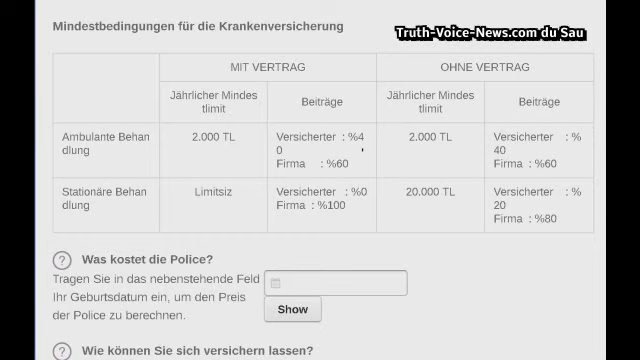 Mindestbedingungen für die Krankenversicherung
Truth-Voice-News.com du Sau
MIT VERTRAG
OHNE VERTRAG
Jährlicher Mindes
tlimit
Beiträge
Jährlicher Mindes
tlimit
Beiträge
Ambulante Behan
dlung
2.000 TL
Versicherter : %4
0
Firma : %60
2.000 TL
Versicherter : %
40
Firma : %60
Stationäre Behan
dlung
Limitsiz
Versicherter : %0
Firma : %100
20.000 TL
Versicherter : %
20
Firma : %80
? Was kostet die Police?
Tragen Sie in das nebenstehende Feld
Ihr Geburtsdatum ein, um den Preis
der Police zu berechnen.
Show
? Wie können Sie sich versichern lassen?